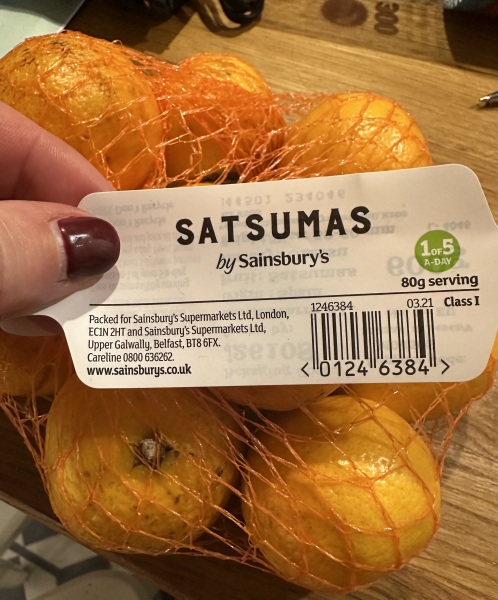 SATSUMAS
by Sainsbury's
1 OF 5
A-DAY
80g serving
1246384 03.21 Class I
Packed for Sainsbury's Supermarkets Ltd, London,
EC1N 2HT and Sainsbury's Supermarkets Ltd,
Upper Galwally, Belfast, BT8 6FX.
Careline 0800 636262.
www.sainsburys.co.uk
< 0124 6384 >